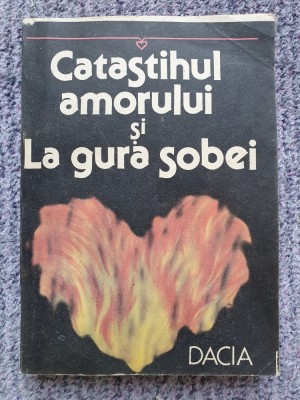 Catastihul
amorului
și
La gura sobei
DACIA